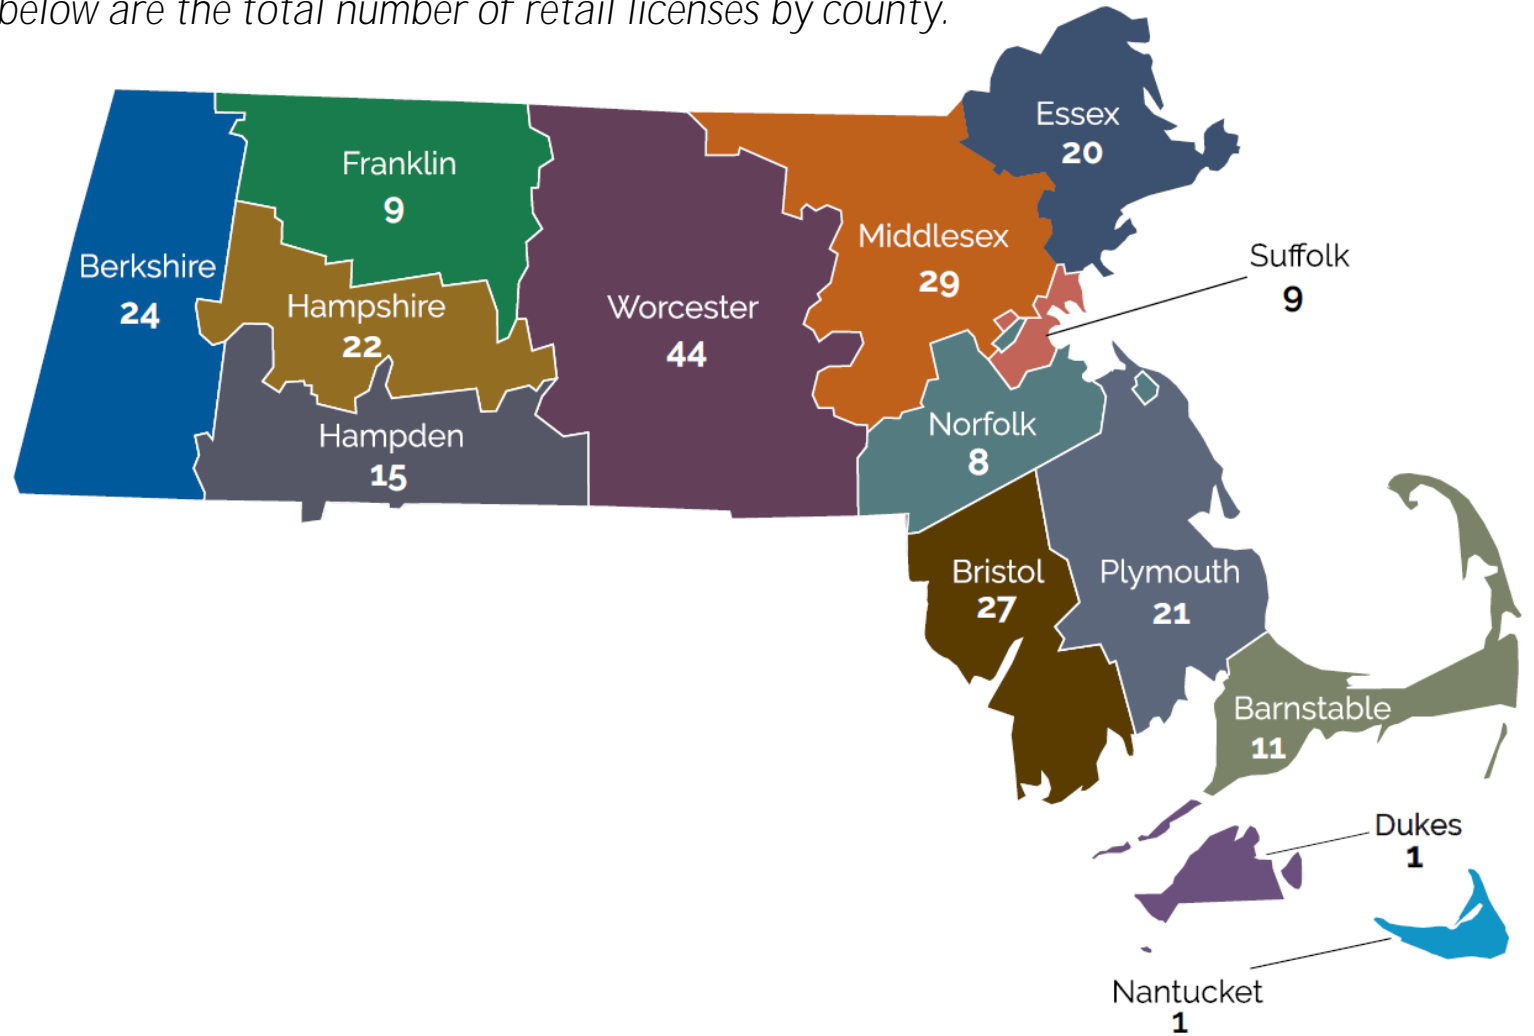 below are the total number of retail licenses by county.
Essex
20
Franklin
9
Middlesex
29
Suffolk
9
Berkshire
24
Hampshire
22
Worcester
44
Norfolk
8
Hampden
15
Bristol
27
Plymouth
21
Barnstable
11
Dukes
1
Nantucket
1